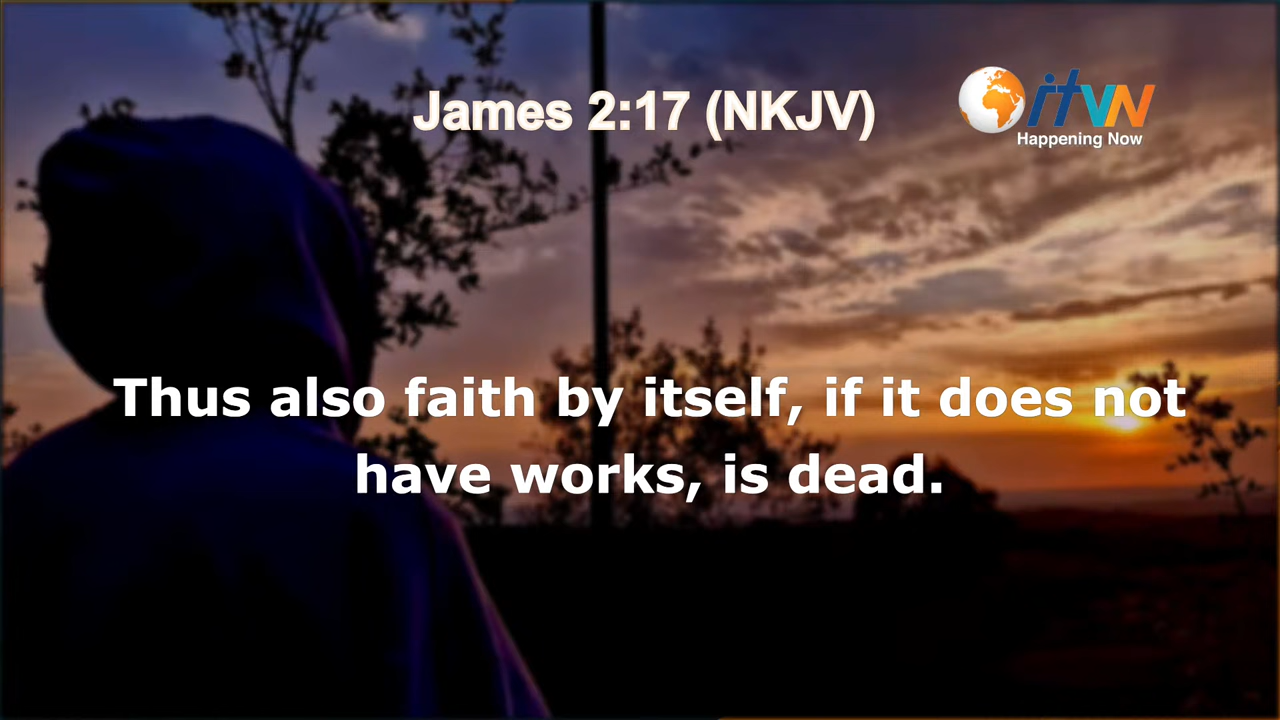 James 2:17 (NKJV)
itvn
Happening Now
Thus also faith by itself, if it does not
have works, is dead.